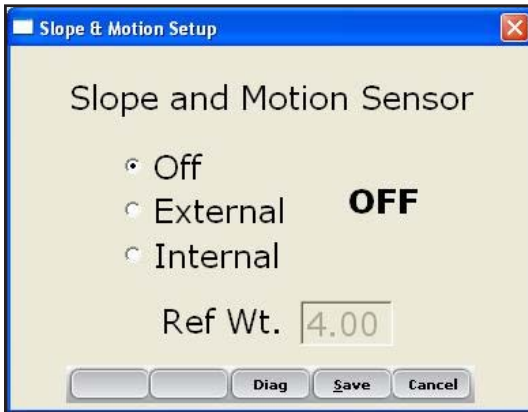 Slope & Motion Setup
Slope and Motion Sensor
Off
External
OFF
Internal
Ref Wt. 4.00
Diag Save Cancel